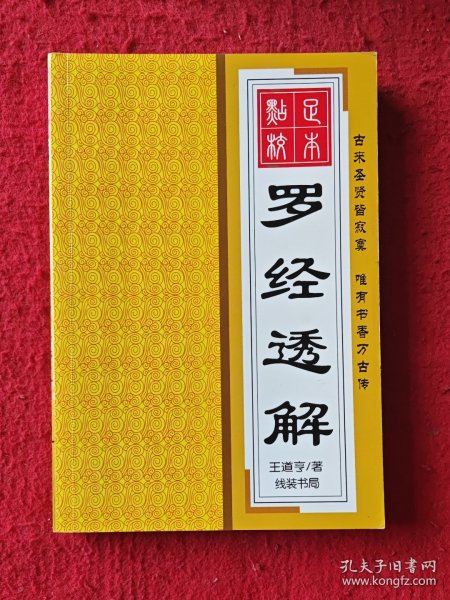 足本
點校
罗经透解
王道亨/著
线装书局
古来圣贤皆寂寞 唯有书香万古传
孔夫子旧书网
www.kongfz.com